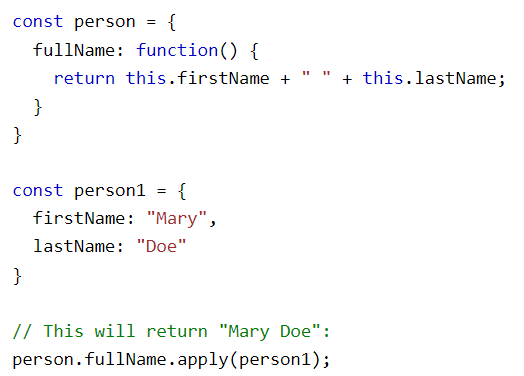 const person = {
  fullName: function() {
    return this.firstName + " " + this.lastName;
  }
}

const person1 = {
  firstName: "Mary",
  lastName: "Doe"
}

// This will return "Mary Doe":
person.fullName.apply(person1);